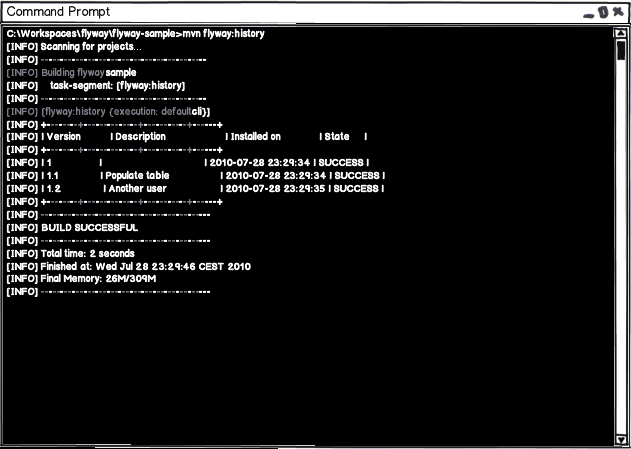 Command Prompt
C:\Workspaces\flyway\flyway-sample>mvn flyway:history
[INFO] Scanning for projects...
[INFO] ------------------------------------
[INFO] Building flyway sample
[INFO] task-segment: [flyway:history]
[INFO] ------------------------------------
[INFO] [flyway:history {execution: defaultcli}]
[INFO] +-------+-------------+-------------+------+
[INFO] | Version | Description | Installed on | State |
[INFO] +-------+-------------+-------------+------+
[INFO] | 1 | | 2010-07-28 23:29:34 | SUCCESS |
[INFO] | 1.1 | Populate table | 2010-07-28 23:29:34 | SUCCESS |
[INFO] | 1.2 | Another user | 2010-07-28 23:29:35 | SUCCESS |
[INFO] +-------+-------------+-------------+------+
[INFO] ------------------------------------
[INFO] BUILD SUCCESSFUL
[INFO] ------------------------------------
[INFO] Total time: 2 seconds
[INFO] Finished at: Wed Jul 28 23:29:46 CEST 2010
[INFO] Final Memory: 26M/309M
[INFO] ------------------------------------